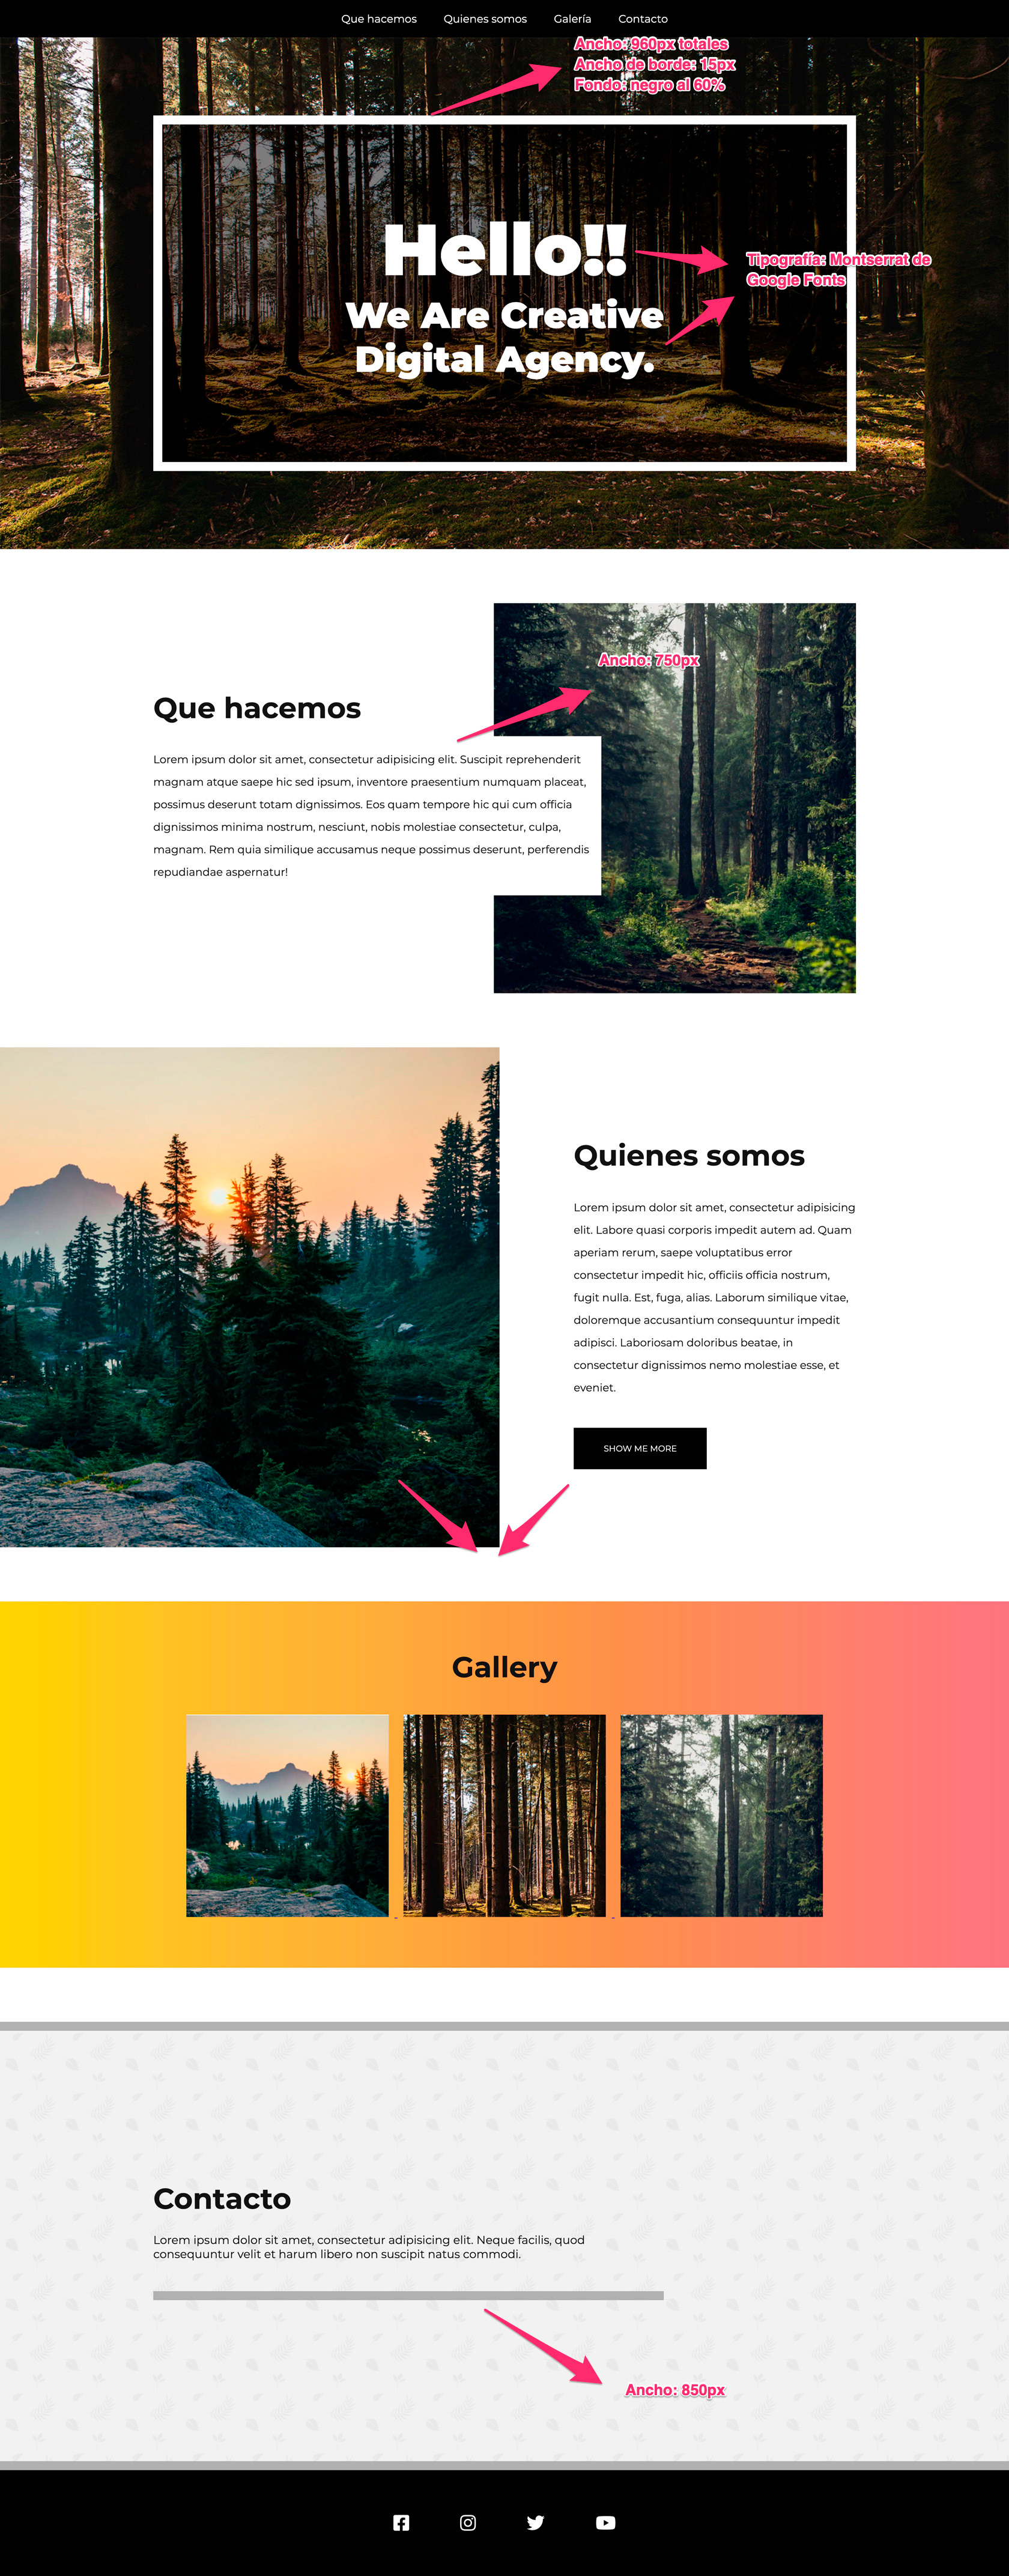 Que hacemos Quienes somos Galería Contacto
Ancho: 960px totales
Ancho de borde: 15px
Fondo: negro al 60%
Hello!!
Tipografía: Montserrat de
Google Fonts
We Are Creative
Digital Agency.
Ancho: 750px
Que hacemos
Lorem ipsum dolor sit amet, consectetur adipisicing elit. Suscipit reprehenderit
magnam atque saepe hic sed ipsum, inventore praesentium numquam placeat,
possimus deserunt totam dignissimos. Eos quam tempore hic qui cum officia
dignissimos minima nostrum, nesciunt, nobis molestiae consectetur, culpa,
magnam. Rem quia similique accusamus neque possimus deserunt, perferendis
repudiandae aspernatur!
Quienes somos
Lorem ipsum dolor sit amet, consectetur adipisicing
elit. Labore quasi corporis impedit autem ad. Quam
aperiam rerum, saepe voluptatibus error
consectetur impedit hic, officiis officia nostrum,
fugit nulla. Est, fuga, alias. Laborum similique vitae,
doloremque accusantium consequuntur impedit
adipisci. Laboriosam doloribus beatae, in
consectetur dignissimos nemo molestiae esse, et
eveniet.
SHOW ME MORE
Gallery
Contacto
Lorem ipsum dolor sit amet, consectetur adipisicing elit. Neque facilis, quod
consequuntur velit et harum libero non suscipit natus commodi.
Ancho: 850px